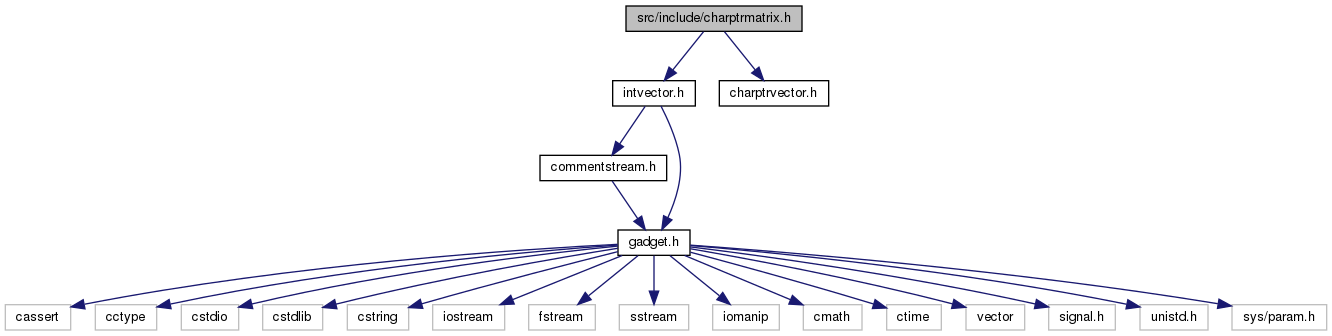 src/include/charptrmatrix.h
intvector.h
charptrvector.h
commentstream.h
gadget.h
cassert
cctype
cstdio
cstdlib
cstring
iostream
fstream
sstream
iomanip
cmath
ctime
vector
signal.h
unistd.h
sys/param.h